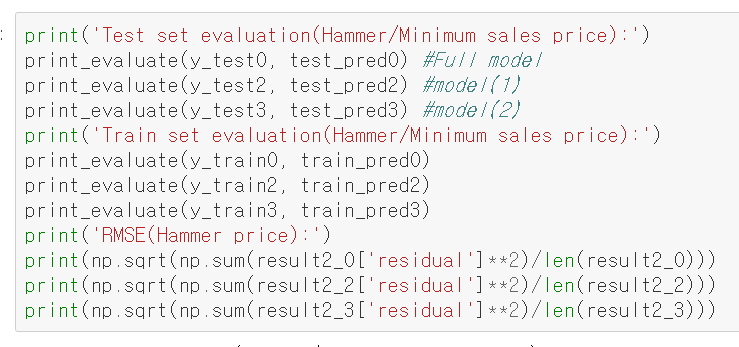 print('Test set evaluation(Hammer/Minimum sales price):')
print_evaluate(y_test0, test_pred0) #Full model
print_evaluate(y_test2, test_pred2) #model(1)
print_evaluate(y_test3, test_pred3) #model(2)
print('Train set evaluation(Hammer/Minimum sales price):')
print_evaluate(y_train0, train_pred0)
print_evaluate(y_train2, train_pred2)
print_evaluate(y_train3, train_pred3)
print('RMSE(Hammer price):')
print(np.sqrt(np.sum(result2_0['residual']**2)/len(result2_0)))
print(np.sqrt(np.sum(result2_2['residual']**2)/len(result2_2)))
print(np.sqrt(np.sum(result2_3['residual']**2)/len(result2_3)))